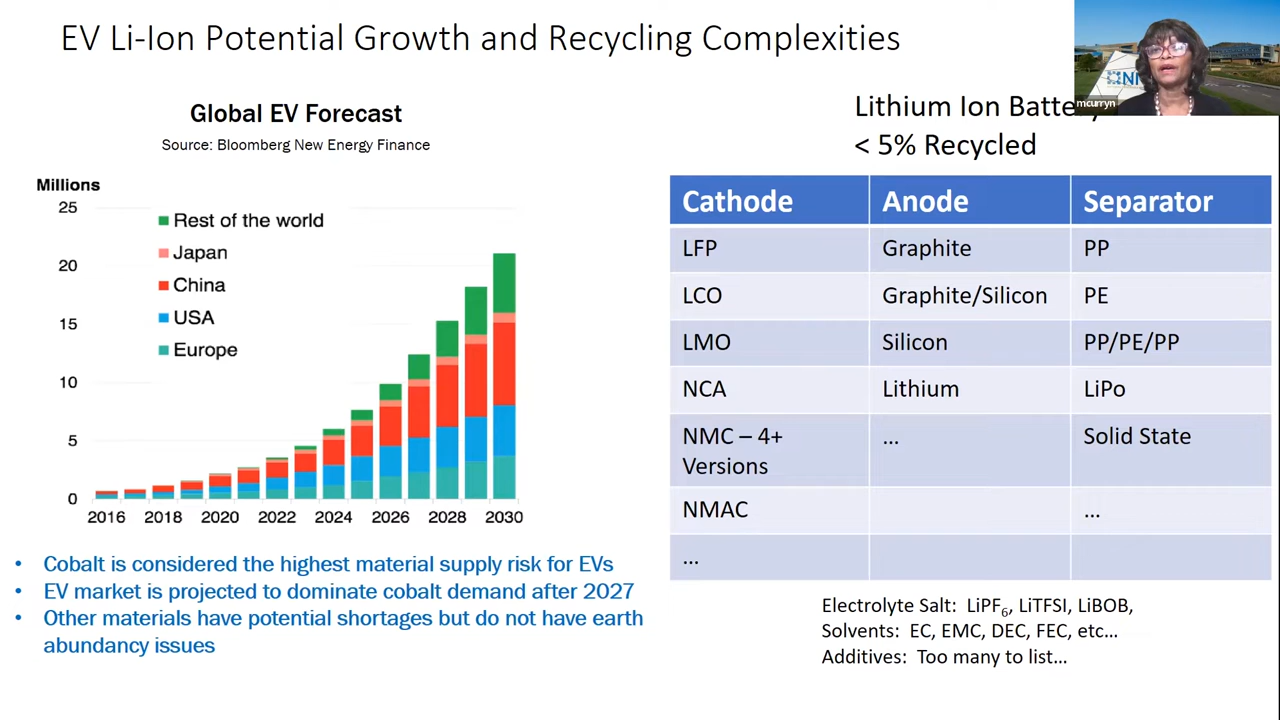 EV Li-Ion Potential Growth and Recycling Complexities
Global EV Forecast
Source: Bloomberg New Energy Finance
Millions
25
20
15
10
5
0
Rest of the world
Japan
China
USA
Europe
2016 2018 2020 2022 2024 2026 2028 2030
• Cobalt is considered the highest material supply risk for EVs
• EV market is projected to dominate cobalt demand after 2027
• Other materials have potential shortages but do not have earth
abundancy issues
mcurryn
Lithium Ion Battery
< 5% Recycled
Cathode Anode Separator
LFP Graphite PP
LCO Graphite/Silicon PE
LMO Silicon PP/PE/PP
NCA Lithium LiPo
NMC – 4+ … Solid State
Versions
NMAC …
…
Electrolyte Salt: LiPF₆, LiTFSI, LiBOB,
Solvents: EC, EMC, DEC, FEC, etc…
Additives: Too many to list…